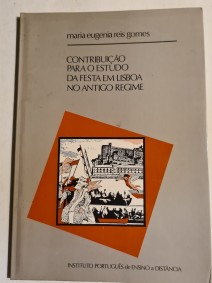 maria eugenia reis gomes
CONTRIBUIÇÃO
PARA O ESTUDO
DA FESTA EM LISBOA
NO ANTIGO REGIME
INSTITUTO PORTUGUÊS de ENSINO a DISTÂNCIA